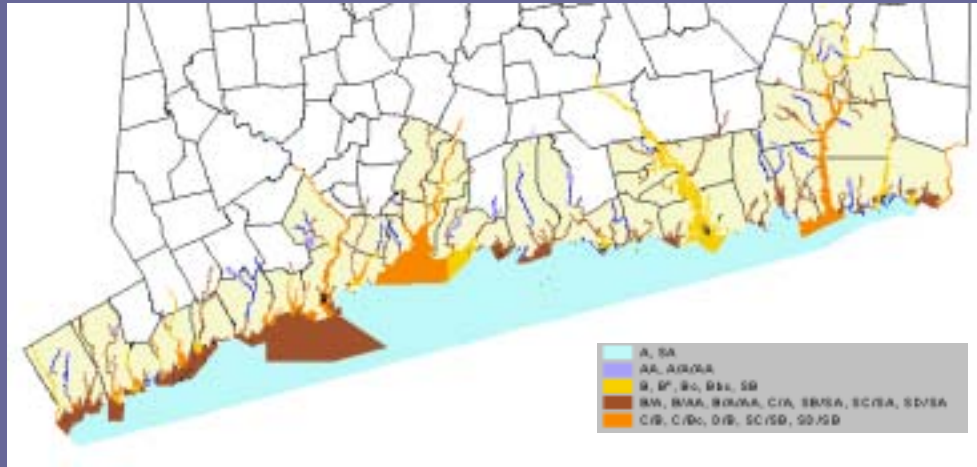 A, SA
AA, A/A/AA
B, B*, Bc, Bbc, SB
B/A, B/AA, B/A/AA, C/A, SB/SA, SC/SA, SD/SA
C/B, C/Bc, D/B, SC/SB, SD/SB